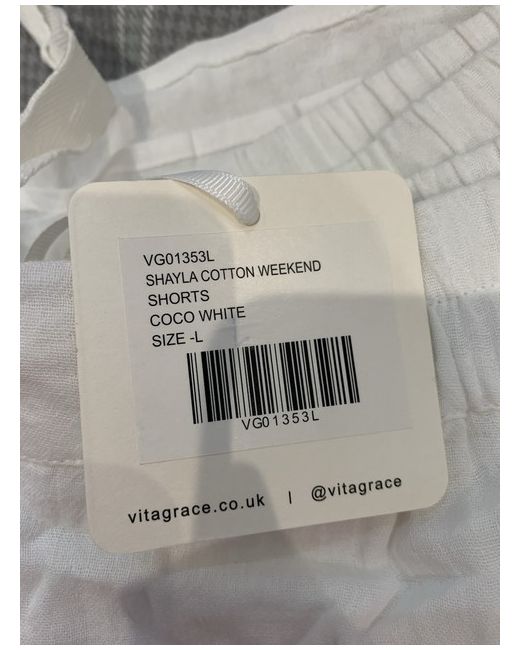 VG01353L
SHAYLA COTTON WEEKEND
SHORTS
COCO WHITE
SIZE -L
VG01353L
vitagrace.co.uk | @vitagrace